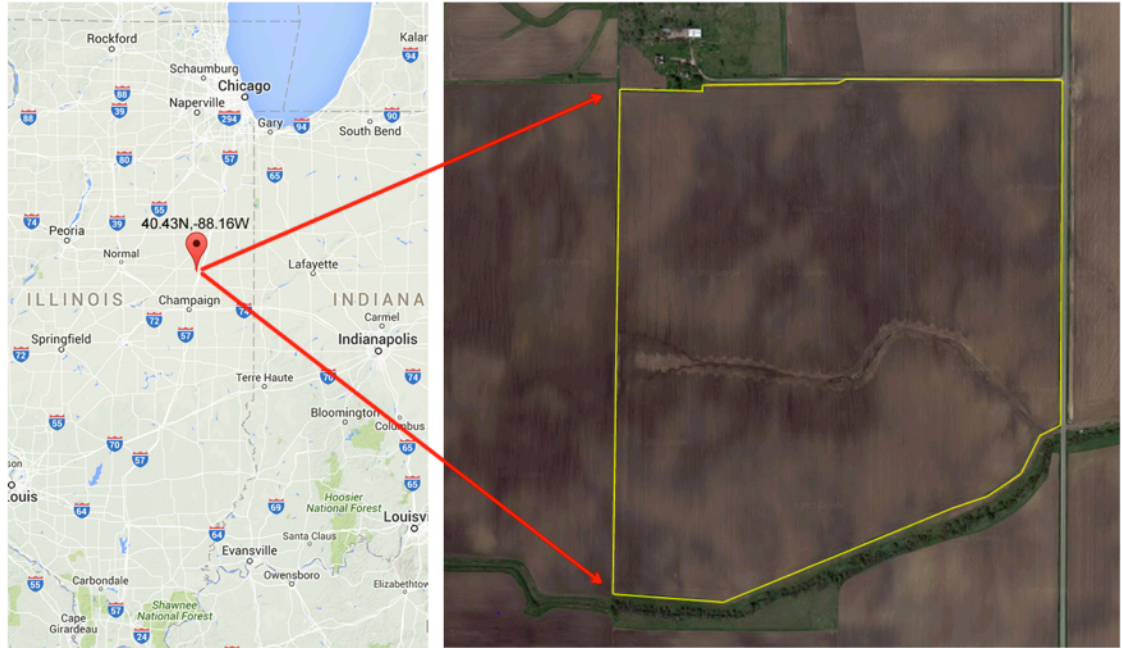 Rockford
Kalar
94
Schaumburg
Chicago
88
Naperville
90
88
39
294
94
Gary
South Bend
80
57
65
55
74
39
40.43N,-88.16W
Peoria
Normal
Lafayette
ILLINOIS
Champaign
INDIANA
74
Carmel
72
57
Springfield
Indianapolis
72
70
74
Terre Haute
Bloomington
55
Columbus
70
65
57
son
Louis
65
69
64
Hoosier
National Forest
Louisv
64
Santa Claus
Evansville
Owensboro
Elizabethtow
Carbondale
55
57
Shawnee
National Forest
Cape
Girardeau
24